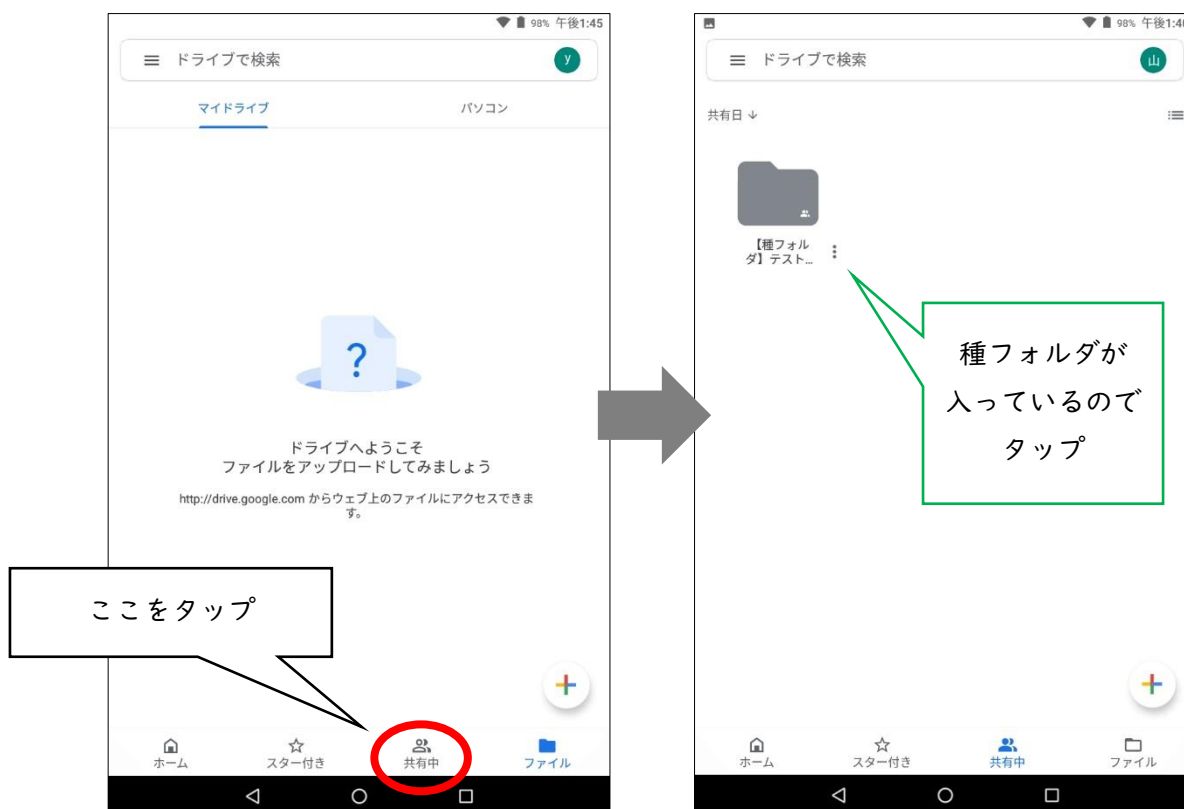 98% 午後1:45
ドライブで検索
y
マイドライブ
パソコン
?
ドライブへようこそ
ファイルをアップロードしてみましょう
http://drive.google.com からウェブ上のファイルにアクセスできま
す。
ここをタップ
ホーム
スター付き
共有中
ファイル
98% 午後1:4
ドライブで検索
山
共有日
【種フォル
ダ】テスト...
種フォルダが
入っているので
タップ
ホーム
スター付き
共有中
ファイル